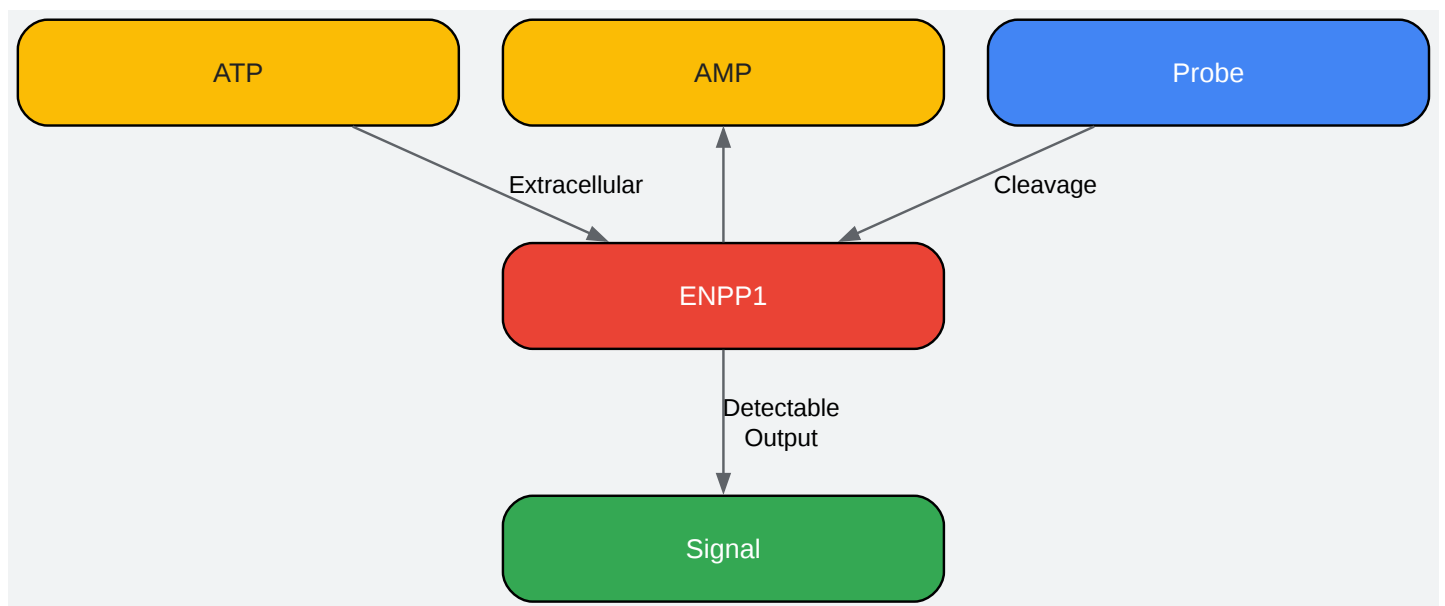 ATP
AMP
Probe
Extracellular
Cleavage
ENPP1
Detectable
Output
Signal